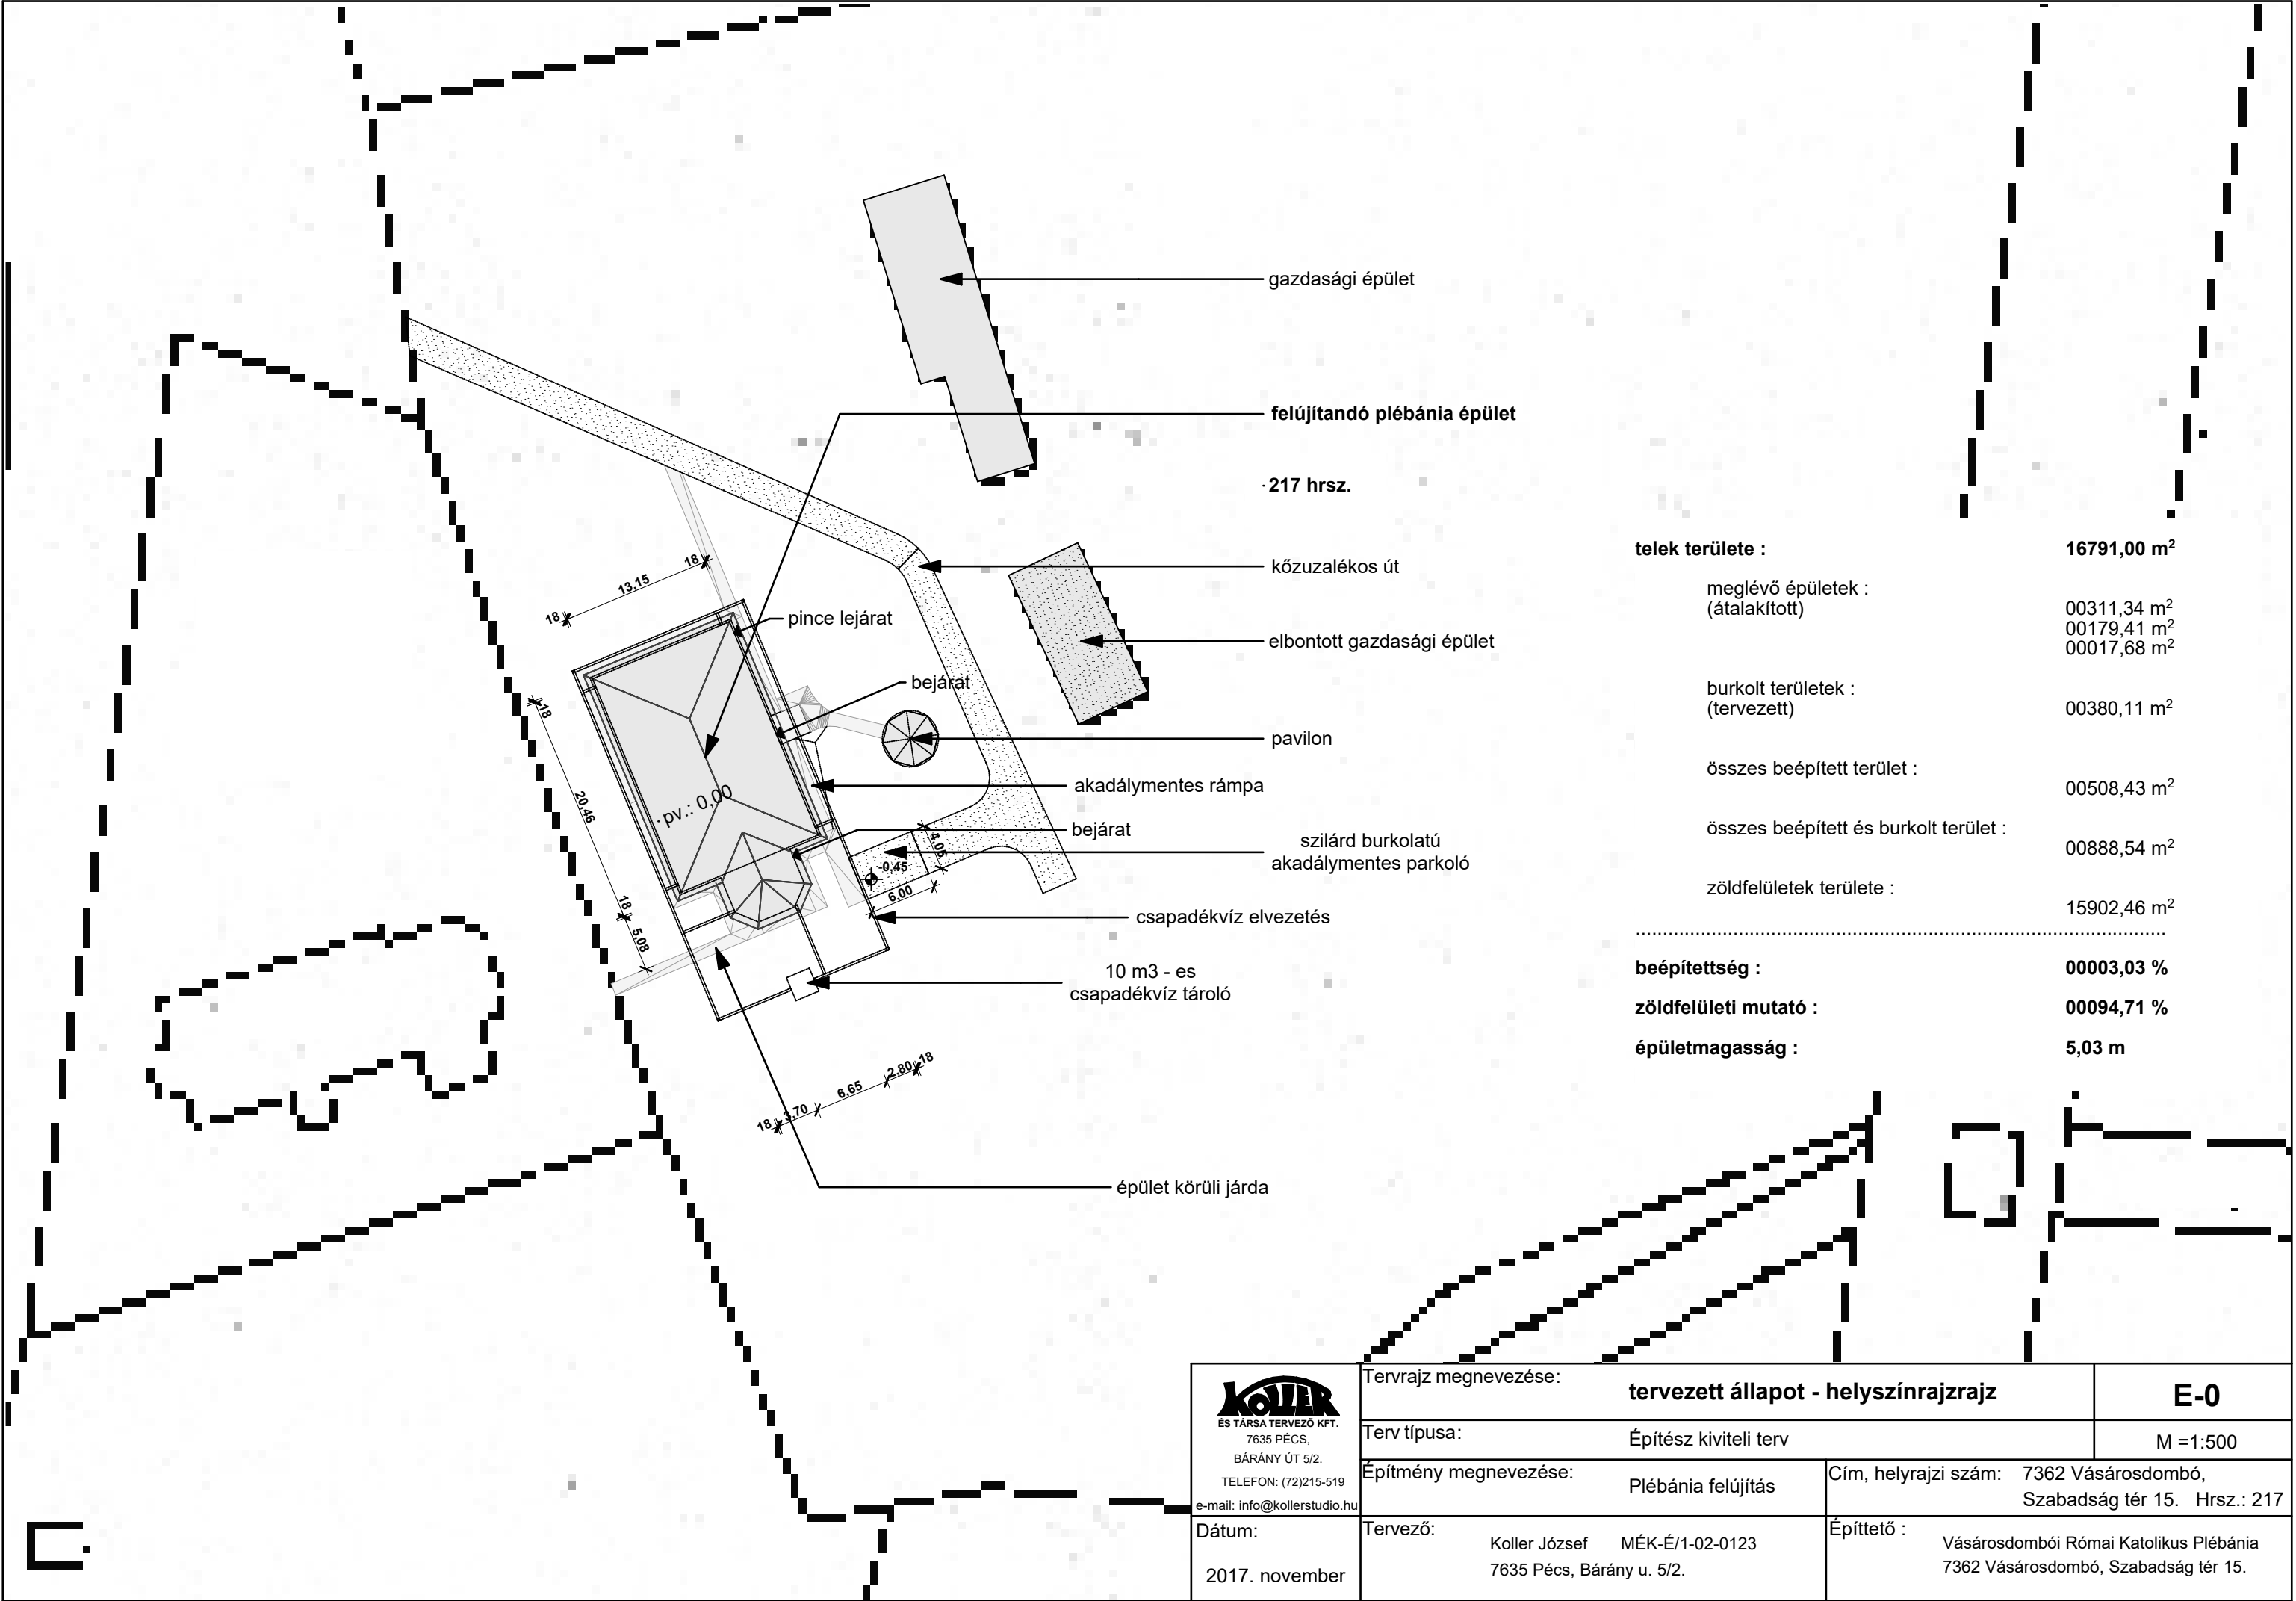 gazdasági épület
felújítandó plébánia épület
217 hrsz.
kőzuzalékos út
elbontott gazdasági épület
pince lejárat
bejárat
pavilon
akadálymentes rámpa
bejárat
szilárd burkolatú
akadálymentes parkoló
csapadékvíz elvezetés
10 m3 - es
csapadékvíz tároló
épület körüli járda
18
13,15
18
18
20,46
18
5,08
pv.: 0,00
-0,45
4,05
6,00
18
3,70
6,65
2,80
18
telek területe : 16791,00 m²
meglévő épületek :
(átalakított) 00311,34 m²
00179,41 m²
00017,68 m²
burkolt területek :
(tervezett) 00380,11 m²
összes beépített terület :
00508,43 m²
összes beépített és burkolt terület :
00888,54 m²
zöldfelületek területe :
15902,46 m²
beépítettség : 00003,03 %
zöldfelületi mutató : 00094,71 %
épületmagasság : 5,03 m
KOLLER
ÉS TÁRSA TERVEZŐ KFT.
7635 PÉCS,
BÁRÁNY ÚT 5/2.
TELEFON: (72)215-519
e-mail: info@kollerstudio.hu
Dátum:
2017. november
Tervrajz megnevezése: tervezett állapot - helyszínrajzrajz
E-0
Terv típusa: Építész kiviteli terv
M =1:500
Építmény megnevezése: Plébánia felújítás
Cím, helyrajzi szám: 7362 Vásárosdombó,
Szabadság tér 15. Hrsz.: 217
Tervező: Koller József MÉK-É/1-02-0123
7635 Pécs, Bárány u. 5/2.
Építtető : Vásárosdombói Római Katolikus Plébánia
7362 Vásárosdombó, Szabadság tér 15.